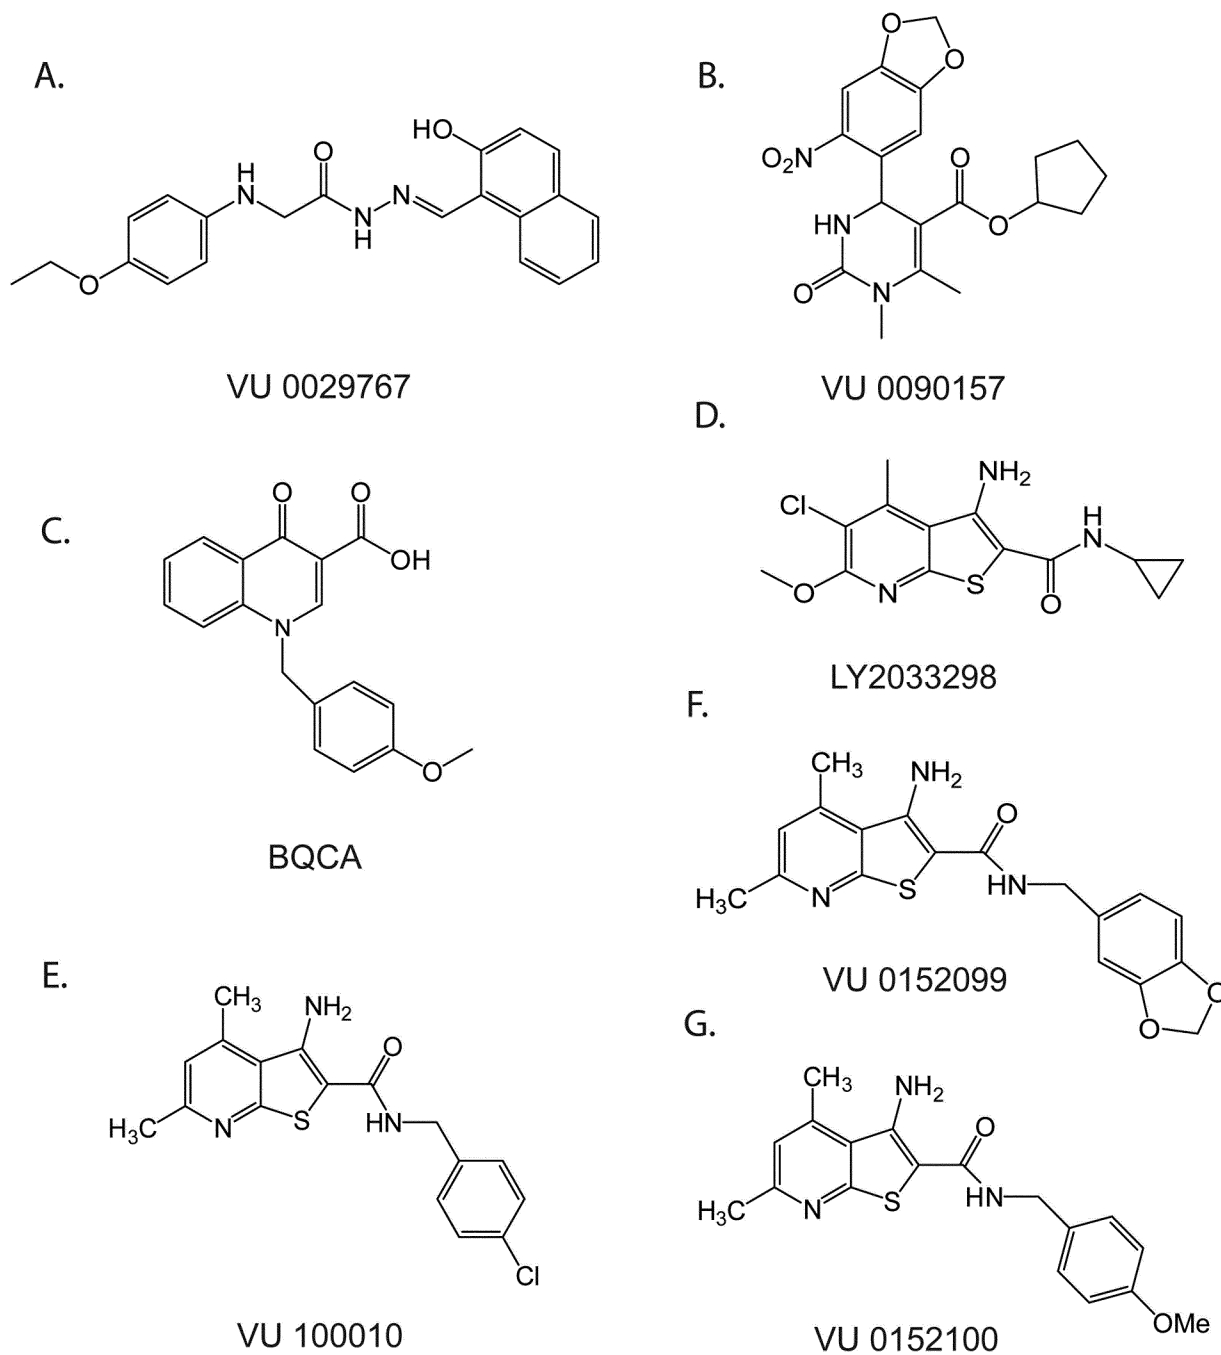 A.
HO
H
N
O
N
N
H
O
VU 0029767
B.
O
O
O₂N
O
HN
O
O
N
VU 0090157
C.
O
O
OH
N
O
BQCA
D.
NH₂
Cl
H
N
O
N
S
O
LY2033298
E.
CH₃
NH₂
O
H₃C
N
S
HN
Cl
VU 100010
F.
CH₃
NH₂
O
H₃C
N
S
HN
O
O
VU 0152099
G.
CH₃
NH₂
O
H₃C
N
S
HN
OMe
VU 0152100